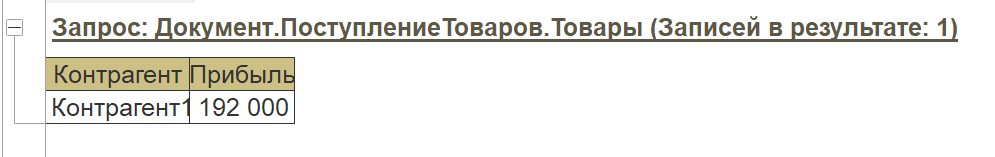 Запрос: Документ.ПоступлениеТоваров.Товары (Записей в результате: 1)
Контрагент Прибыль
Контрагент1 192 000